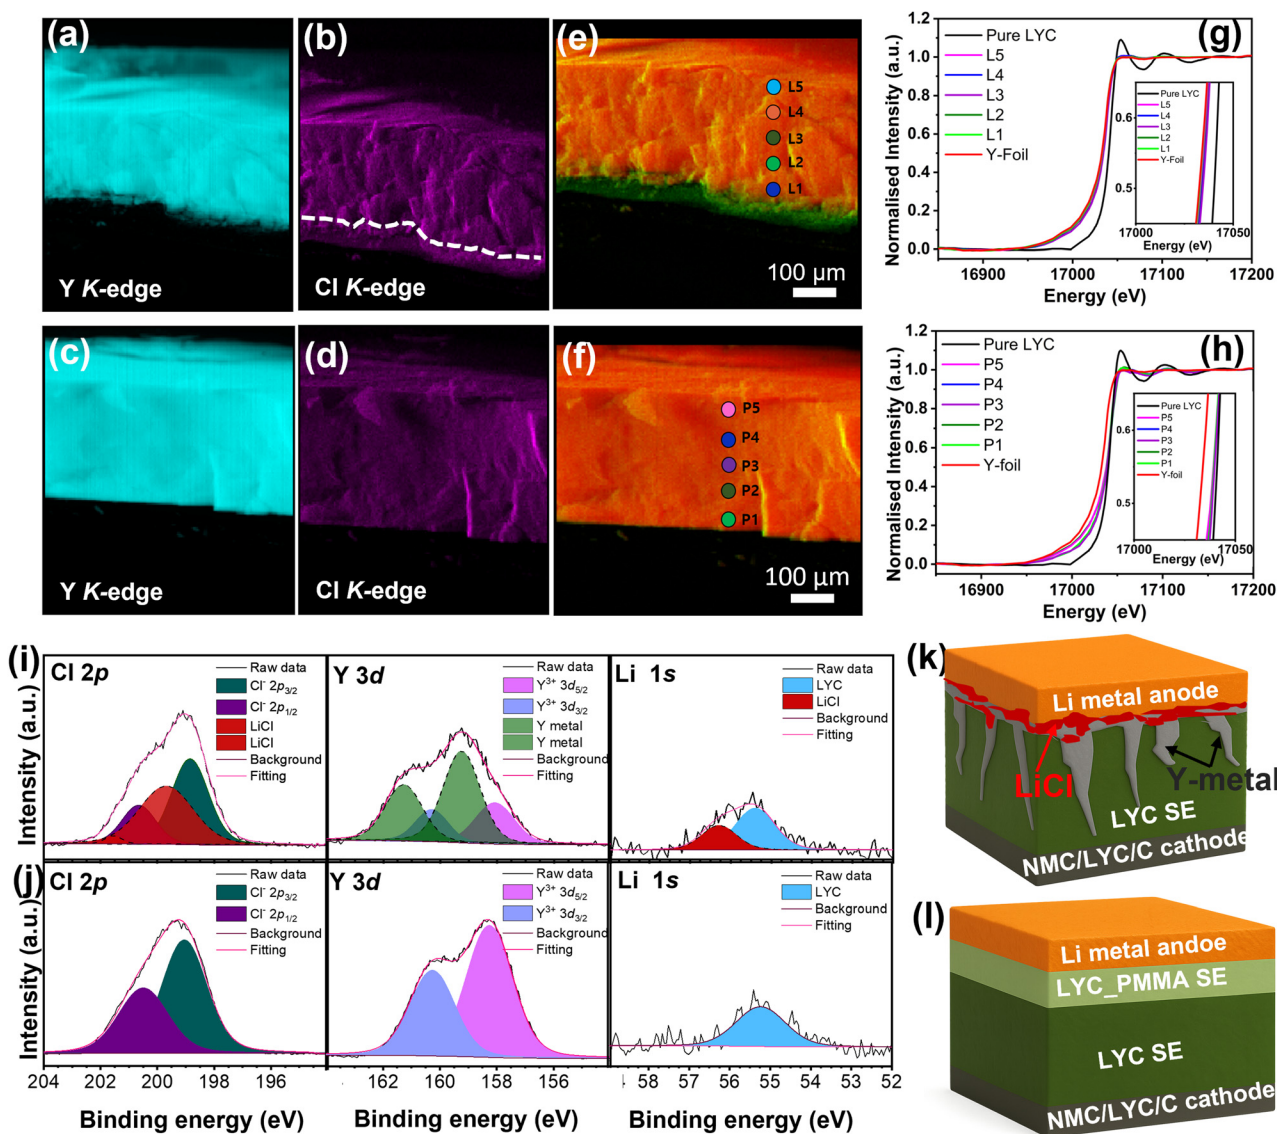 (a)
Y K-edge
(b)
Cl K-edge
(e)
L5
L4
L3
L2
L1
100 μm
(g)
Normalised Intensity (a.u.)
1.2
1.0
0.8
0.6
0.4
0.2
0.0
Pure LYC
L5
L4
L3
L2
L1
Y-Foil
0.6
0.5
Pure LYC
L5
L4
L3
L2
L1
Y-Foil
17000 17050
Energy (eV)
16900 17000 17100 17200
Energy (eV)
(c)
Y K-edge
(d)
Cl K-edge
(f)
P5
P4
P3
P2
P1
100 μm
(h)
Normalised Intensity (a.u.)
1.2
1.0
0.8
0.6
0.4
0.2
0.0
Pure LYC
P5
P4
P3
P2
P1
Y-foil
0.6
0.5
Pure LYC
P5
P4
P3
P2
P1
Y-foil
17000 17050
Energy (eV)
16900 17000 17100 17200
Energy (eV)
(i)
Intensity (a.u.)
Cl 2p
Raw data
Cl⁻ 2p₃/₂
Cl⁻ 2p₁/₂
LiCl
LiCl
Background
Fitting
Y 3d
Raw data
Y³⁺ 3d₅/₂
Y³⁺ 3d₃/₂
Y metal
Y metal
Background
Fitting
Li 1s
Raw data
LYC
LiCl
Background
Fitting
(j)
Intensity (a.u.)
Cl 2p
Raw data
Cl⁻ 2p₃/₂
Cl⁻ 2p₁/₂
Background
Fitting
Y 3d
Raw data
Y³⁺ 3d₅/₂
Y³⁺ 3d₃/₂
Background
Fitting
Li 1s
Raw data
LYC
Background
Fitting
204 202 200 198 196
Binding energy (eV)
162 160 158 156 154
Binding energy (eV)
58 57 56 55 54 53 52
Binding energy (eV)
(k)
Li metal anode
LiCl
Y-metal
LYC SE
NMC/LYC/C cathode
(l)
Li metal andoe
LYC_PMMA SE
LYC SE
NMC/LYC/C cathode